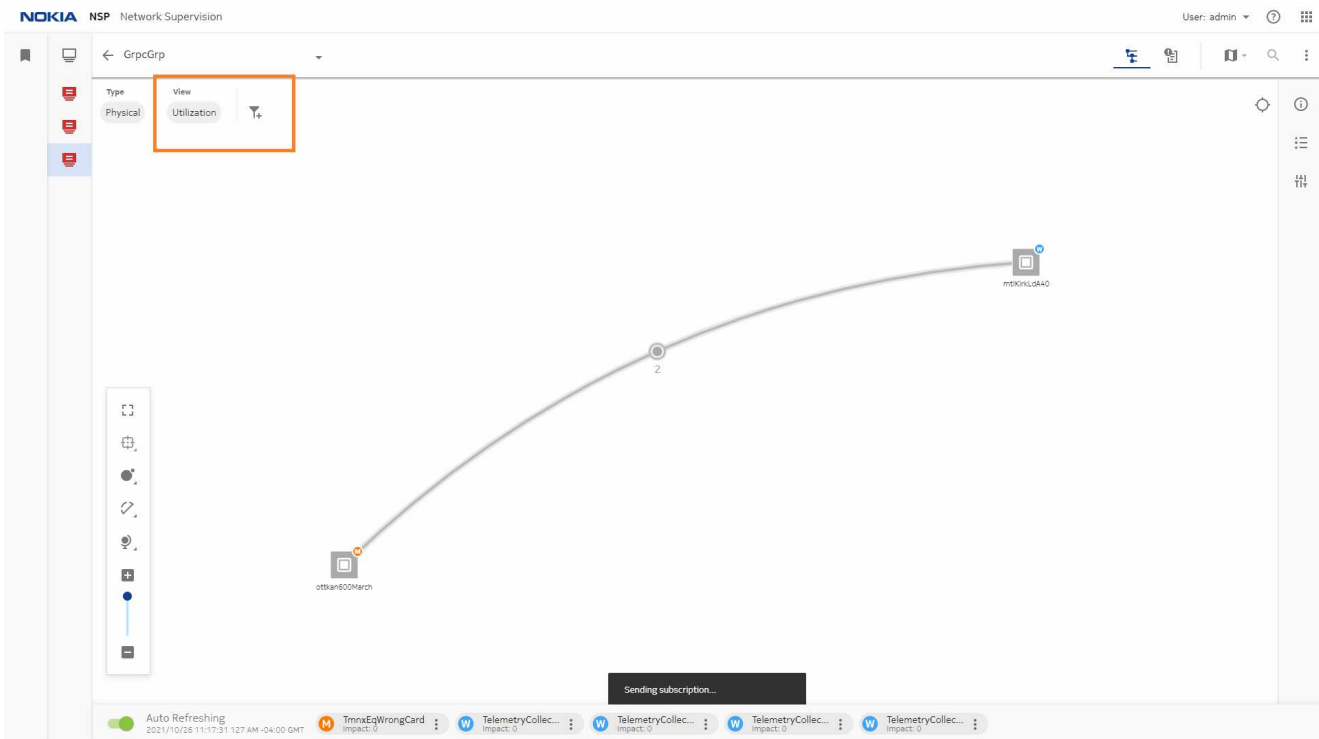 NOKIA NSP Network Supervision
User: admin
GrpcGrp
Type
View
Physical
Utilization
W
mtlKirkLdA40
2
M
ottkan600March
Sending subscription...
Auto Refreshing
2021/10/26 11:17:31 127 AM -04:00 GMT
M TmnxEqWrongCard
Impact: 0
W TelemetryCollec...
Impact: 0
W TelemetryCollec...
Impact: 0
W TelemetryCollec...
Impact: 0
W TelemetryCollec...
Impact: 0